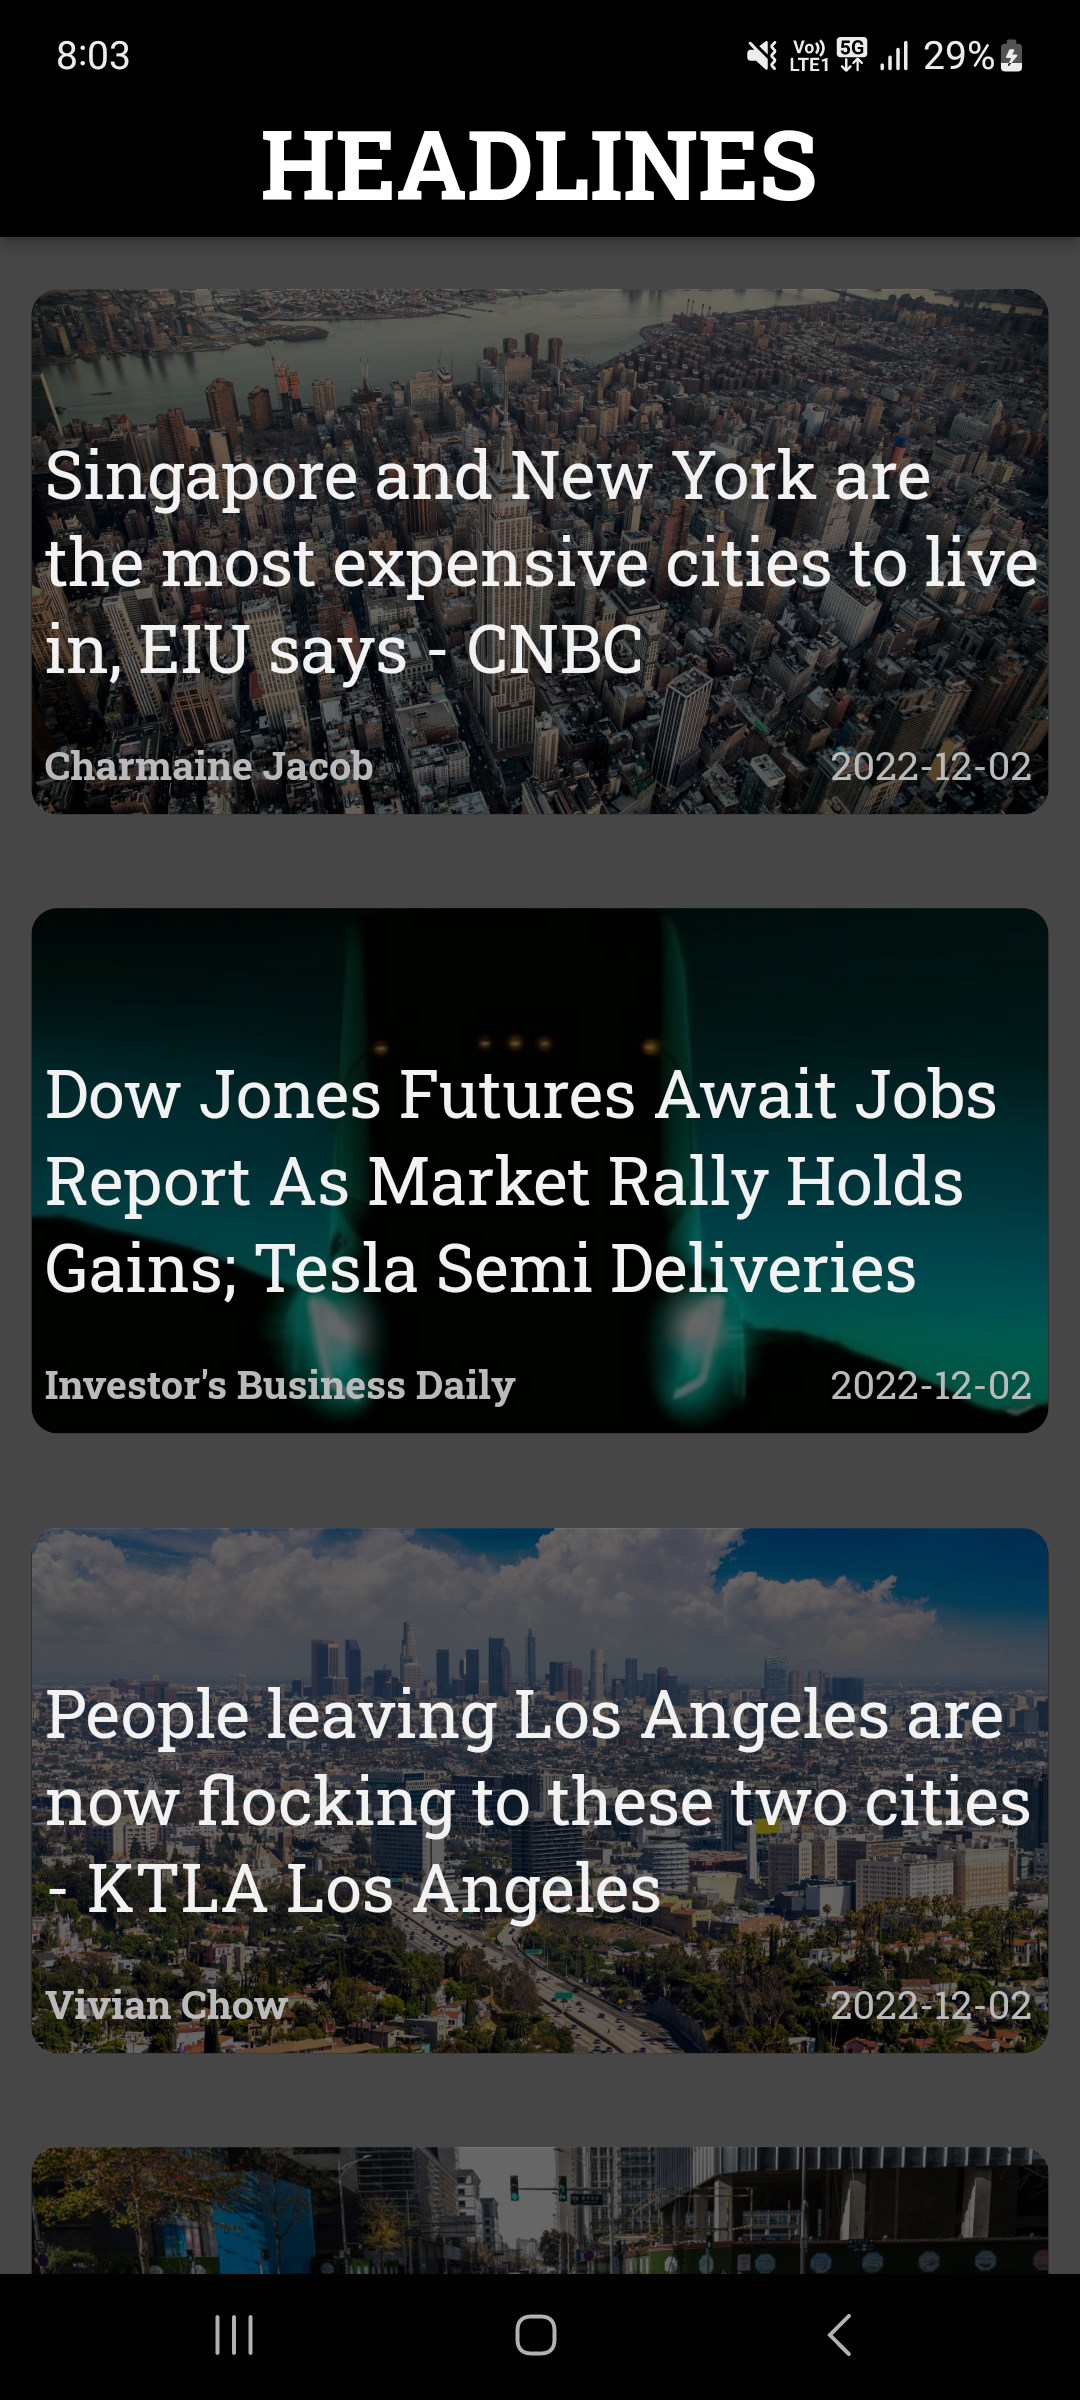 8:03
Vo))
LTE1
5G
29%
HEADLINES
Singapore and New York are
the most expensive cities to live
in, EIU says - CNBC
Charmaine Jacob
2022-12-02
Dow Jones Futures Await Jobs
Report As Market Rally Holds
Gains; Tesla Semi Deliveries
Investor's Business Daily
2022-12-02
People leaving Los Angeles are
now flocking to these two cities
- KTLA Los Angeles
Vivian Chow
2022-12-02